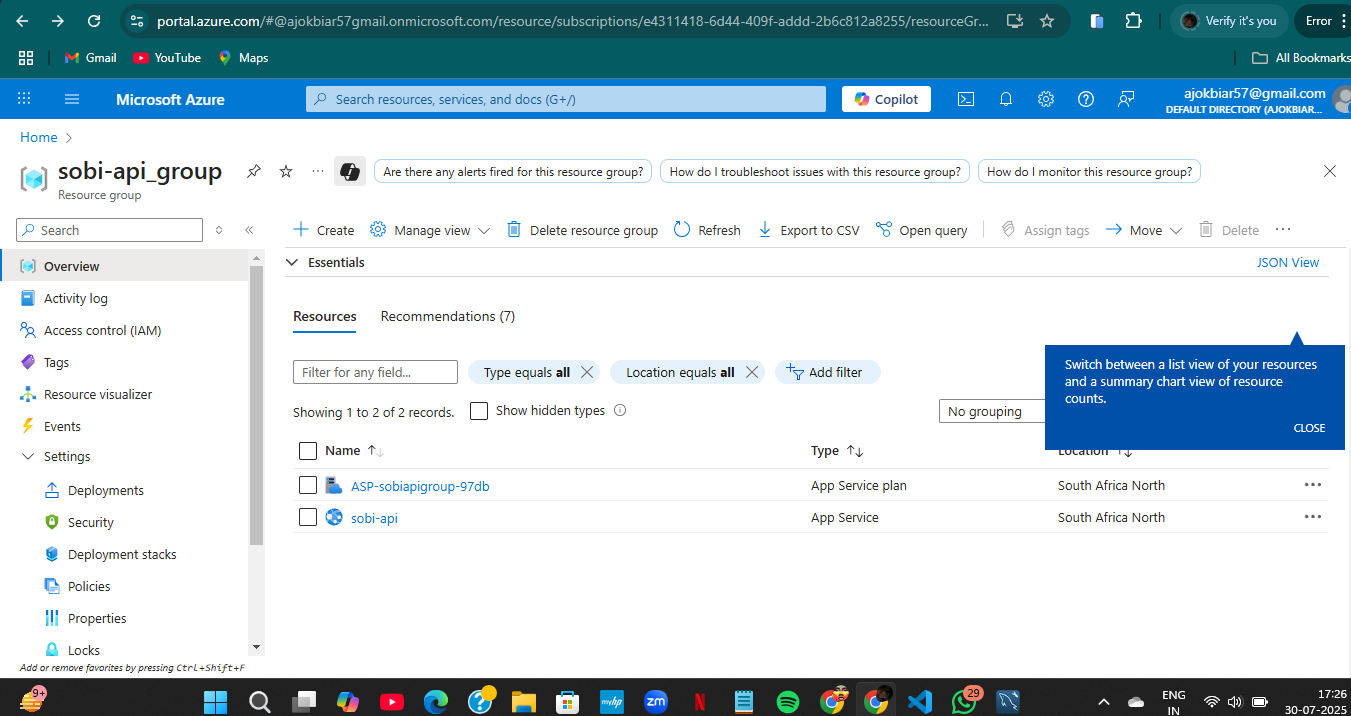 portal.azure.com/#@ajokbiar57gmail.onmicrosoft.com/resource/subscriptions/e4311418-6d44-409f-addd-2b6c812a8255/resourceGr...
Verify it's you
Error
Gmail
YouTube
Maps
All Bookmarks
Microsoft Azure
Search resources, services, and docs (G+/)
Copilot
ajokbiar57@gmail.com
DEFAULT DIRECTORY (AJOKBIAR...
Home
sobi-api_group
Resource group
Are there any alerts fired for this resource group?
How do I troubleshoot issues with this resource group?
How do I monitor this resource group?
Search
Create
Manage view
Delete resource group
Refresh
Export to CSV
Open query
Assign tags
Move
Delete
Overview
Activity log
Access control (IAM)
Tags
Resource visualizer
Events
Settings
Deployments
Security
Deployment stacks
Policies
Properties
Locks
Add or remove favorites by pressing Ctrl+Shift+F
Essentials
JSON View
Resources
Recommendations (7)
Filter for any field...
Type equals all
Location equals all
Add filter
Switch between a list view of your resources
and a summary chart view of resource
counts.
CLOSE
Showing 1 to 2 of 2 records.
Show hidden types
No grouping
Name
Type
Location
ASP-sobiapigroup-97db
App Service plan
South Africa North
sobi-api
App Service
South Africa North
9+
myhp
zm
29
ENG
IN
17:26
30-07-2025